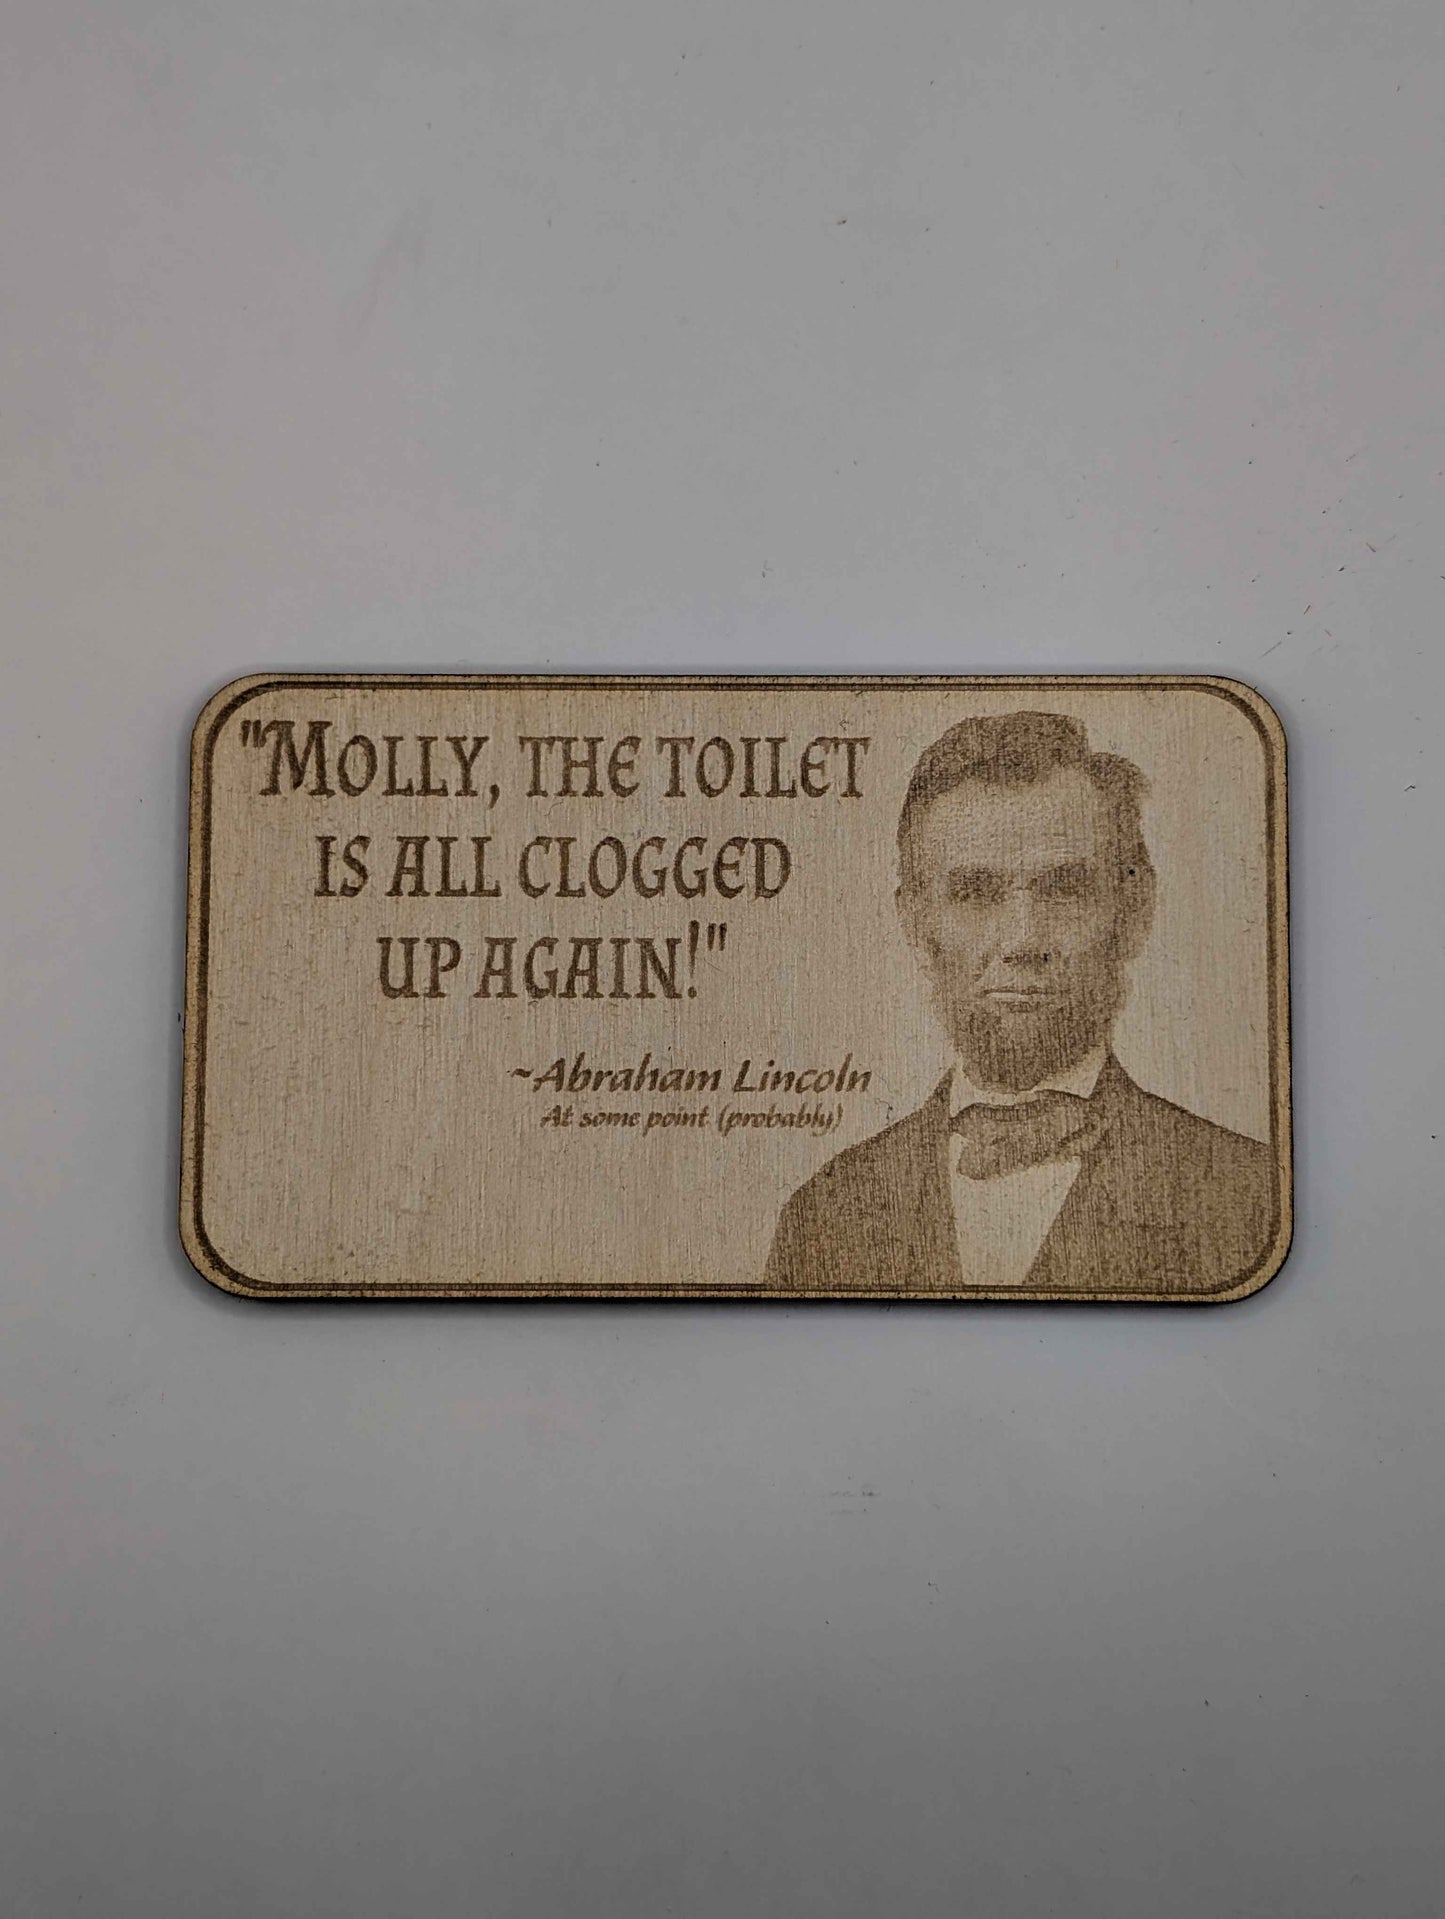 "Molly, the toilet
is all clogged
up again!"
~Abraham Lincoln
At some point (probably)